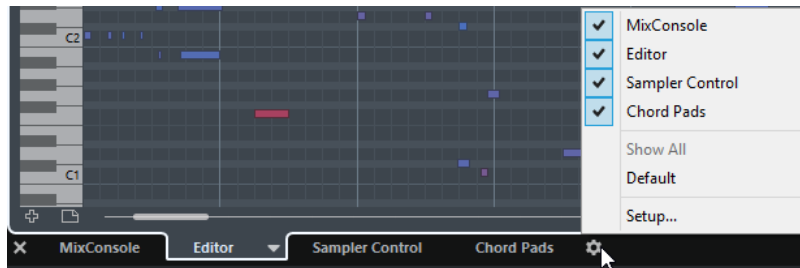 C2
C1
MixConsole
Editor
Sampler Control
Chord Pads
Show All
Default
Setup...
MixConsole Editor Sampler Control Chord Pads